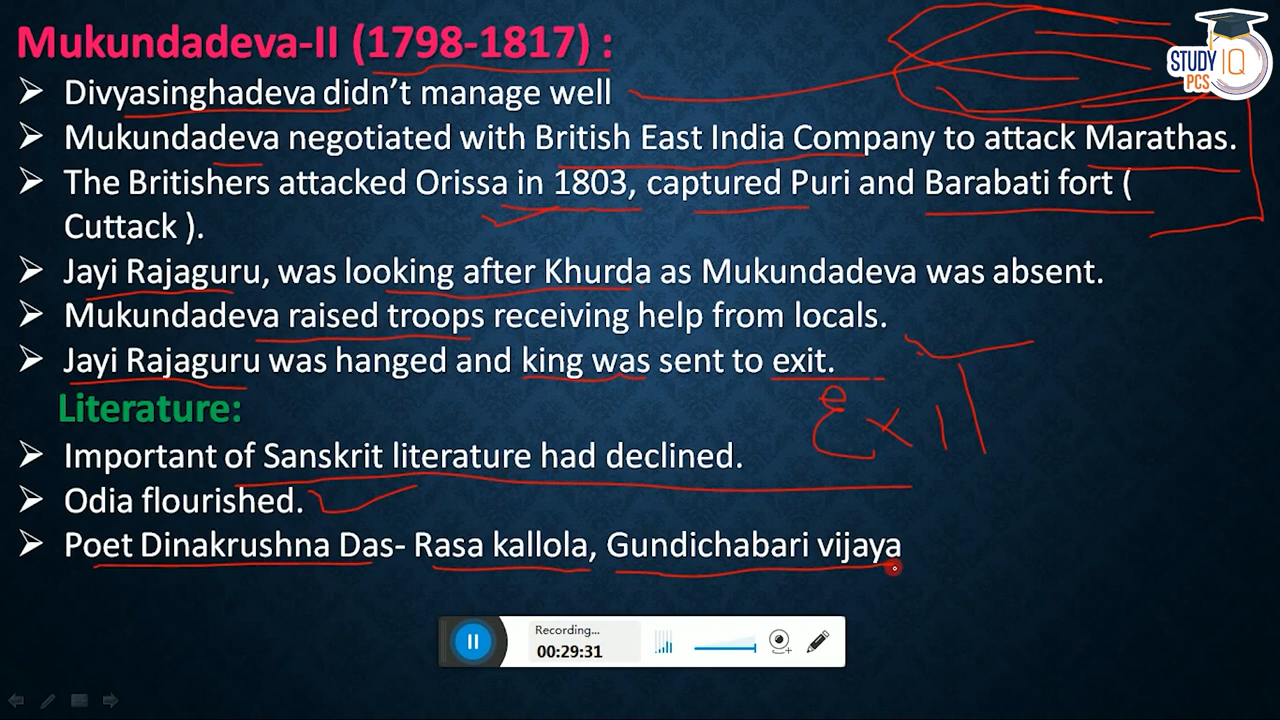 Mukundadeva-II (1798-1817) :
STUDY IQ
PCS
➤ Divyasinghadeva didn't manage well
➤ Mukundadeva negotiated with British East India Company to attack Marathas.
➤ The Britishers attacked Orissa in 1803, captured Puri and Barabati fort (
Cuttack ).
➤ Jayi Rajaguru, was looking after Khurda as Mukundadeva was absent.
➤ Mukundadeva raised troops receiving help from locals.
➤ Jayi Rajaguru was hanged and king was sent to exit.
Literature:
➤ Important of Sanskrit literature had declined.
➤ Odia flourished.
➤ Poet Dinakrushna Das- Rasa kallola, Gundichabari vijaya
Recording...
00:29:31